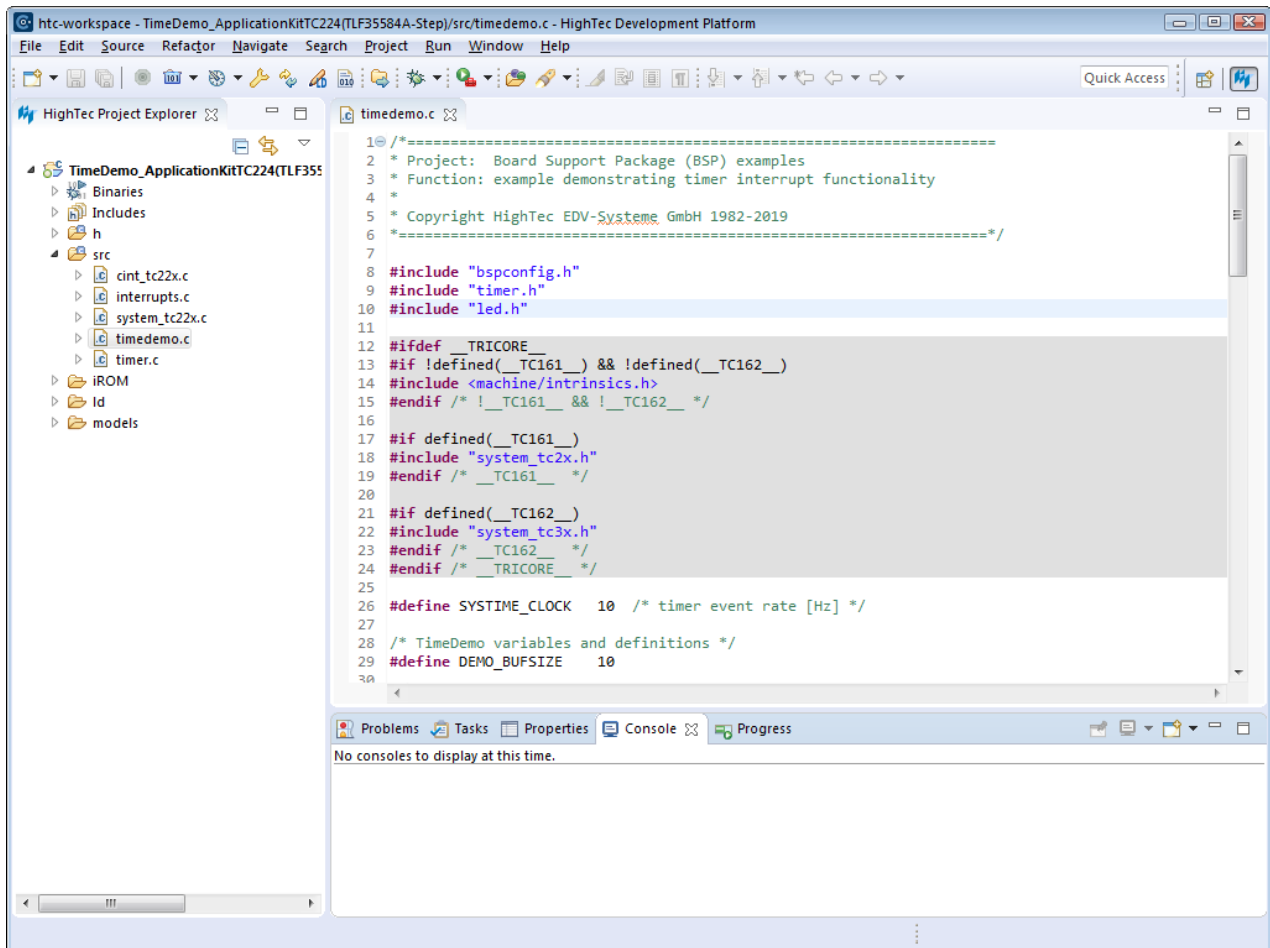 htc-workspace - TimeDemo_ApplicationKitTC224(TLF35584A-Step)/src/timedemo.c - HighTec Development Platform
File Edit Source Refactor Navigate Search Project Run Window Help
Quick Access
HighTec Project Explorer
TimeDemo_ApplicationKitTC224(TLF355
Binaries
Includes
h
src
cint_tc22x.c
interrupts.c
system_tc22x.c
timedemo.c
timer.c
iROM
ld
models
timedemo.c
1 /*====================================================================
2 * Project:  Board Support Package (BSP) examples
3 * Function: example demonstrating timer interrupt functionality
4 *
5 * Copyright HighTec EDV-Systeme GmbH 1982-2019
6 *====================================================================*/
7
8 #include "bspconfig.h"
9 #include "timer.h"
10 #include "led.h"
11
12 #ifdef __TRICORE__
13 #if !defined(__TC161__) && !defined(__TC162__)
14 #include <machine/intrinsics.h>
15 #endif /* !__TC161__ && !__TC162__ */
16
17 #if defined(__TC161__)
18 #include "system_tc2x.h"
19 #endif /* __TC161__  */
20
21 #if defined(__TC162__)
22 #include "system_tc3x.h"
23 #endif /* __TC162__  */
24 #endif /* __TRICORE__ */
25
26 #define SYSTIME_CLOCK   10  /* timer event rate [Hz] */
27
28 /* TimeDemo variables and definitions */
29 #define DEMO_BUFSIZE    10
30
Problems Tasks Properties Console Progress
No consoles to display at this time.